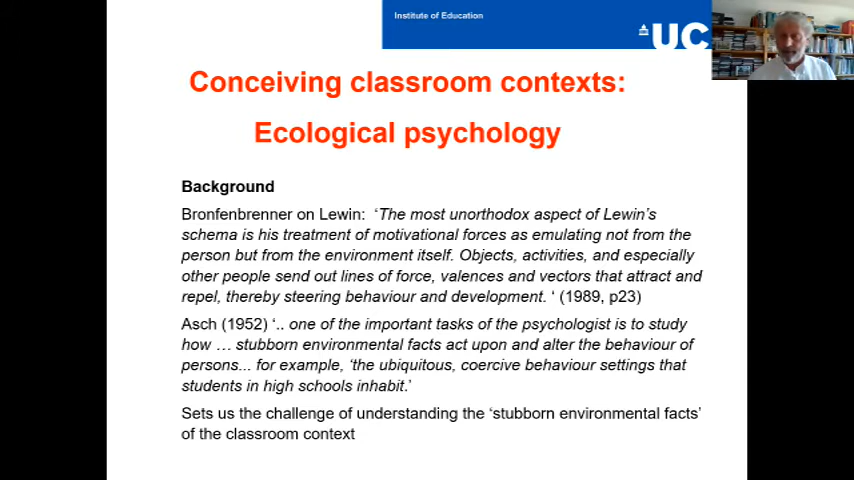 Institute of Education
UC
Conceiving classroom contexts:
Ecological psychology
Background
Bronfenbrenner on Lewin: ‘The most unorthodox aspect of Lewin’s
schema is his treatment of motivational forces as emulating not from the
person but from the environment itself. Objects, activities, and especially
other people send out lines of force, valences and vectors that attract and
repel, thereby steering behaviour and development. ‘ (1989, p23)
Asch (1952) ‘.. one of the important tasks of the psychologist is to study
how … stubborn environmental facts act upon and alter the behaviour of
persons... for example, ‘the ubiquitous, coercive behaviour settings that
students in high schools inhabit.’
Sets us the challenge of understanding the ‘stubborn environmental facts’
of the classroom context